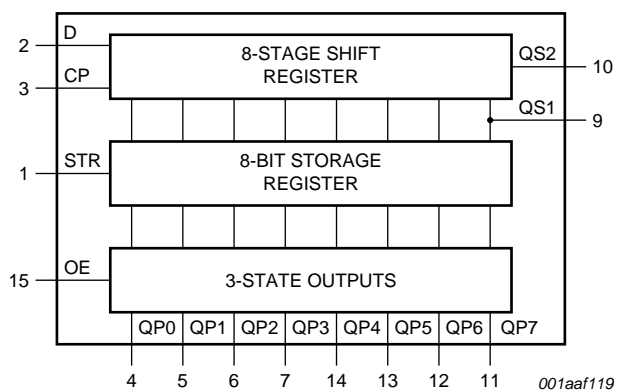 D
2
8-STAGE SHIFT
REGISTER
QS2
10
CP
3
QS1
9
STR
1
8-BIT STORAGE
REGISTER
OE
15
3-STATE OUTPUTS
QP0 QP1 QP2 QP3 QP4 QP5 QP6 QP7
4 5 6 7 14 13 12 11
001aaf119